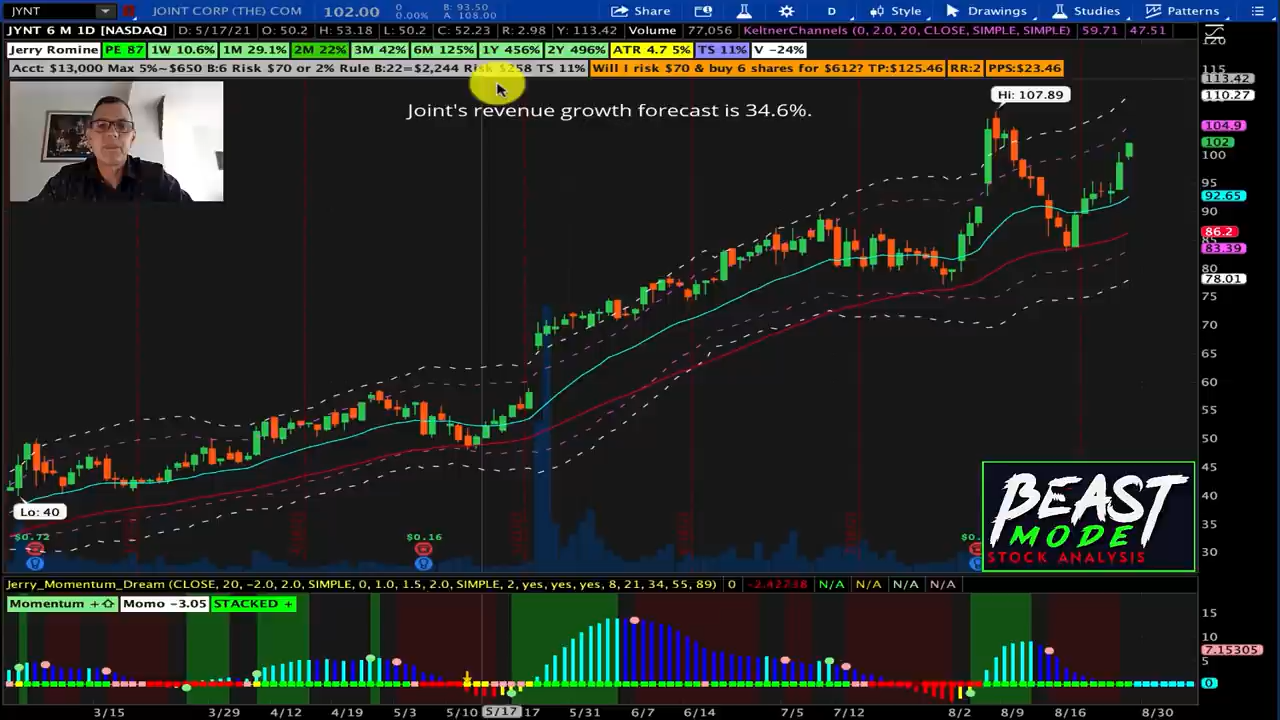 JYNT JOINT CORP (THE) COM 102.00 0.00 0.00% B: 93.50 A: 108.00 Share D Style Drawings Studies Patterns
JYNT 6 M 1D [NASDAQ] D: 5/17/21 O: 50.2 H: 53.18 L: 50.2 C: 52.23 R: 2.98 Y: 113.42 Volume 77,056 KeltnerChannels (0, 2.0, 20, CLOSE, SIMPLE, SIMPLE) 59.71 47.51
Jerry Romine PE 87 1W 10.6% 1M 29.1% 2M 22% 3M 42% 6M 125% 1Y 456% 2Y 496% ATR 4.7 5% TS 11% V −24%
Acct: $13,000 Max 5%~$650 B:6 Risk $70 or 2% Rule B:22=$2,244 Risk $258 TS 11% Will I risk $70 & buy 6 shares for $612? TP:$125.46 RR:2 PPS:$23.46
Joint's revenue growth forecast is 34.6%.
Hi: 107.89
120
115
113.42
110.27
104.9
102
100
95
92.65
90
86.2
85
83.39
80
78.01
75
70
65
60
55
50
45
40
35
30
Lo: 40
$0.72 $0.16 $0.
BEAST
MODE
STOCK ANALYSIS
Jerry_Momentum_Dream (CLOSE, 20, -2.0, 2.0, SIMPLE, 0, 1.0, 1.5, 2.0, SIMPLE, 2, yes, yes, yes, 8, 21, 34, 55, 89) 0 -2.42738 N/A N/A N/A N/A
Momentum + Momo −3.05 STACKED +
15
10
7.15305
5
0
3/15 3/29 4/12 4/19 5/3 5/10 5/17 17 5/31 6/7 6/14 7/5 7/12 8/2 8/9 8/16 8/30